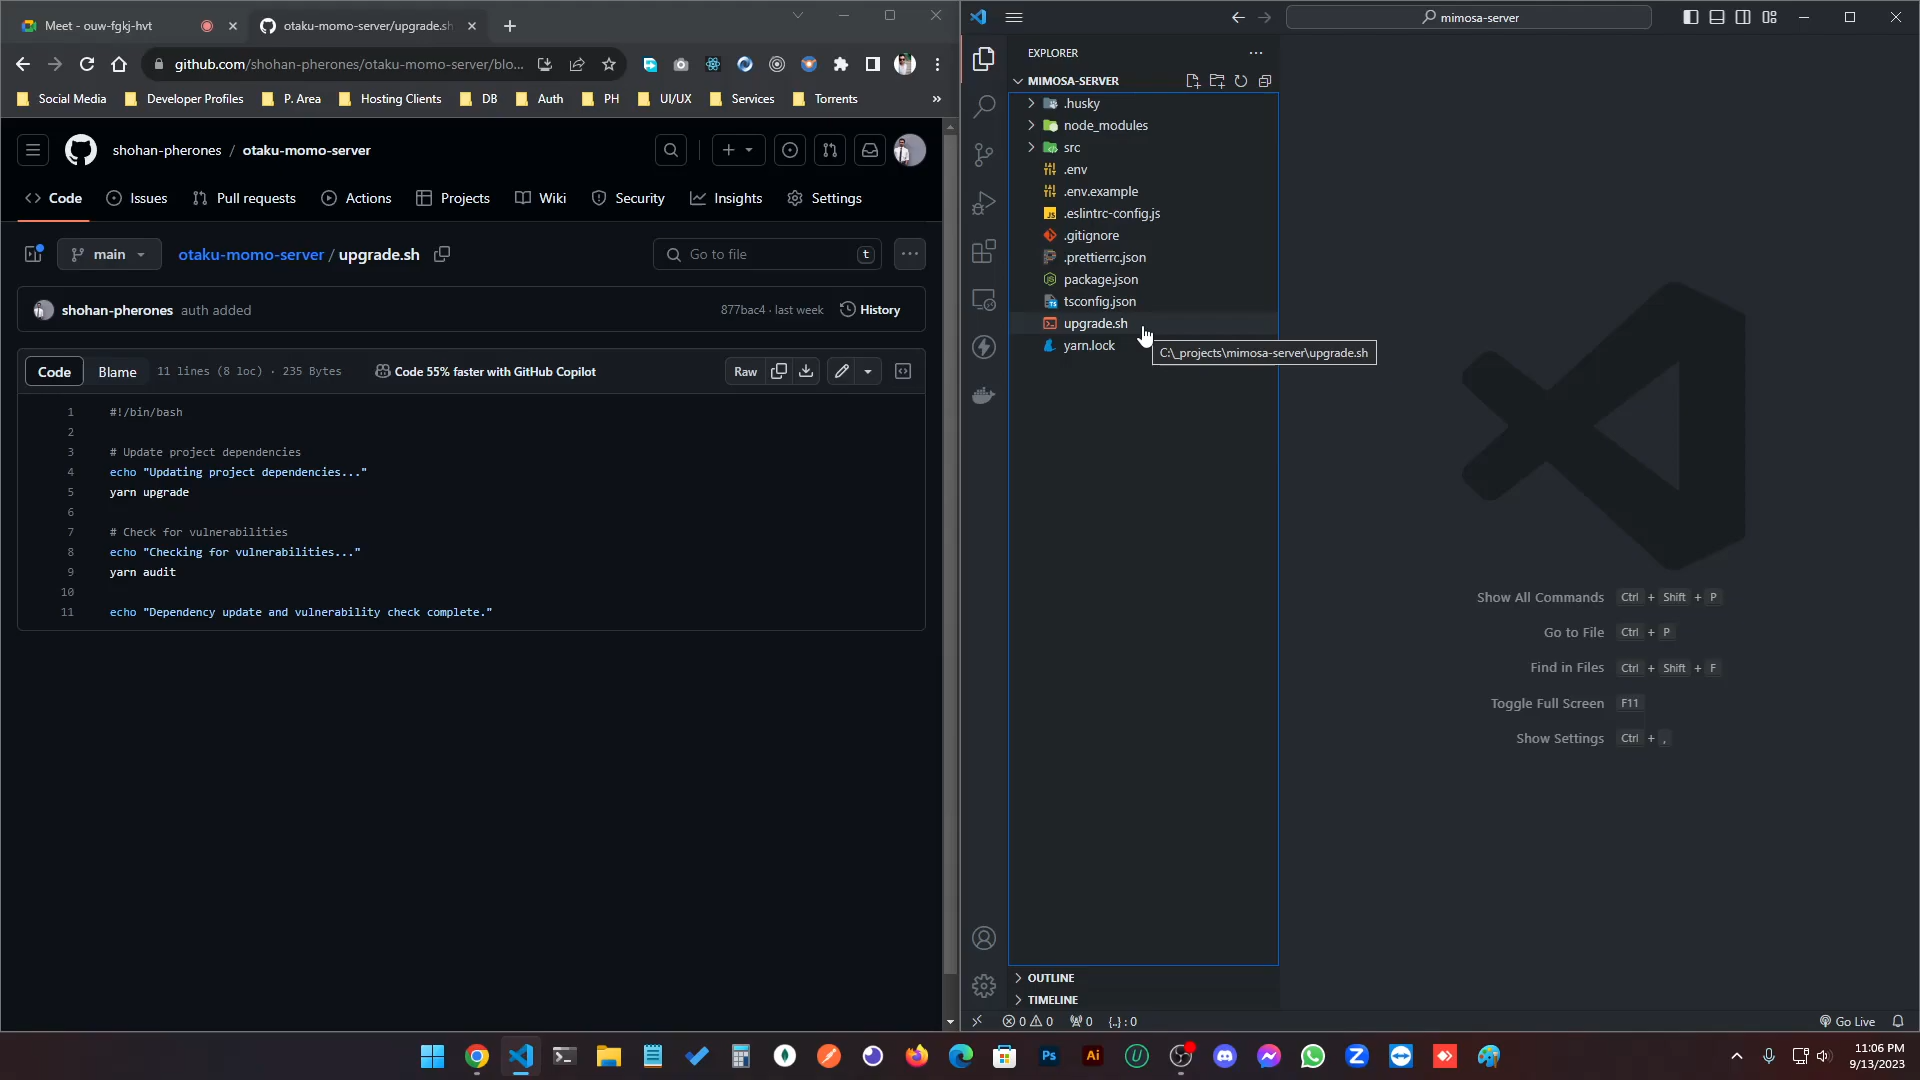 Meet - ouw-fgkj-hvt
otaku-momo-server/upgrade.sh
github.com/shohan-pherones/otaku-momo-server/blo...
Social Media
Developer Profiles
P. Area
Hosting Clients
DB
Auth
PH
UI/UX
Services
Torrents
»
shohan-pherones / otaku-momo-server
Code
Issues
Pull requests
Actions
Projects
Wiki
Security
Insights
Settings
main
otaku-momo-server / upgrade.sh
Go to file
t
shohan-pherones auth added
877bac4 · last week
History
Code
Blame
11 lines (8 loc) · 235 Bytes
Code 55% faster with GitHub Copilot
Raw
1 #!/bin/bash
2
3 # Update project dependencies
4 echo "Updating project dependencies..."
5 yarn upgrade
6
7 # Check for vulnerabilities
8 echo "Checking for vulnerabilities..."
9 yarn audit
10
11 echo "Dependency update and vulnerability check complete."
mimosa-server
EXPLORER
MIMOSA-SERVER
.husky
node_modules
src
.env
.env.example
.eslintrc-config.js
.gitignore
.prettierrc.json
package.json
tsconfig.json
upgrade.sh
yarn.lock
C:\_projects\mimosa-server\upgrade.sh
Show All Commands Ctrl + Shift + P
Go to File Ctrl + P
Find in Files Ctrl + Shift + F
Toggle Full Screen F11
Show Settings Ctrl + ,
OUTLINE
TIMELINE
0 0
0
{..} : 0
Go Live
Ps
Ai
11:06 PM
9/13/2023